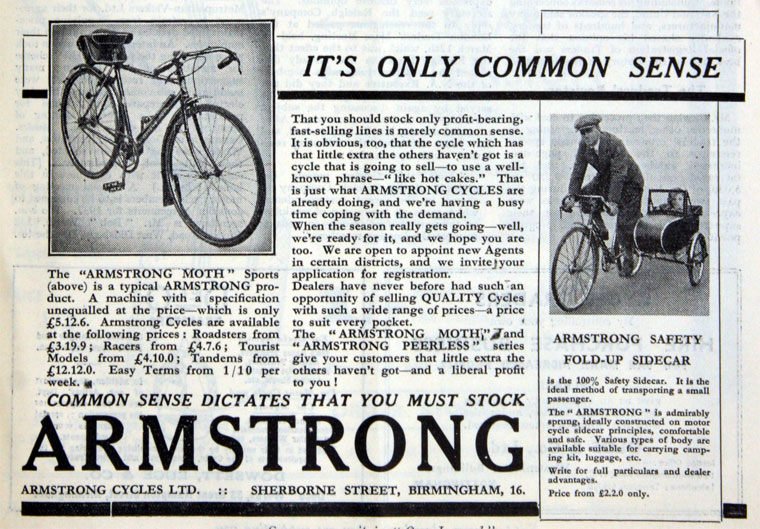 IT'S ONLY COMMON SENSE
The "ARMSTRONG MOTH" Sports
(above) is a typical ARMSTRONG pro-
duct. A machine with a specification
unequalled at the price—which is only
£5.12.6. Armstrong Cycles are available
at the following prices : Roadsters from
£3.19.9; Racers from £4.7.6; Tourist
Models from £4.10.0; Tandems from
£12.12.0. Easy Terms from 1/10 per
week.
That you should stock only profit-bearing,
fast-selling lines is merely common sense.
It is obvious, too, that the cycle which has
that little extra the others haven't got is a
cycle that is going to sell—to use a well-
known phrase—"like hot cakes." That
is just what ARMSTRONG CYCLES are
already doing, and we're having a busy
time coping with the demand.
When the season really gets going—well,
we're ready for it, and we hope you are
too. We are open to appoint new Agents
in certain districts, and we invite your
application for registration.
Dealers have never before had such an
opportunity of selling QUALITY Cycles
with such a wide range of prices—a price
to suit every pocket.
The "ARMSTRONG MOTH," and
"ARMSTRONG PEERLESS" series
give your customers that little extra the
others haven't got—and a liberal profit
to you !
COMMON SENSE DICTATES THAT YOU MUST STOCK
ARMSTRONG
ARMSTRONG CYCLES LTD. :: SHERBORNE STREET, BIRMINGHAM, 16.
ARMSTRONG SAFETY
FOLD-UP SIDECAR
is the 100% Safety Sidecar. It is the
ideal method of transporting a small
passenger.
The "ARMSTRONG" is admirably
sprung, ideally constructed on motor
cycle sidecar principles, comfortable
and safe. Various types of body are
available suitable for carrying camp-
ing kit, luggage, etc.
Write for full particulars and dealer
advantages.
Price from £2.2.0 only.